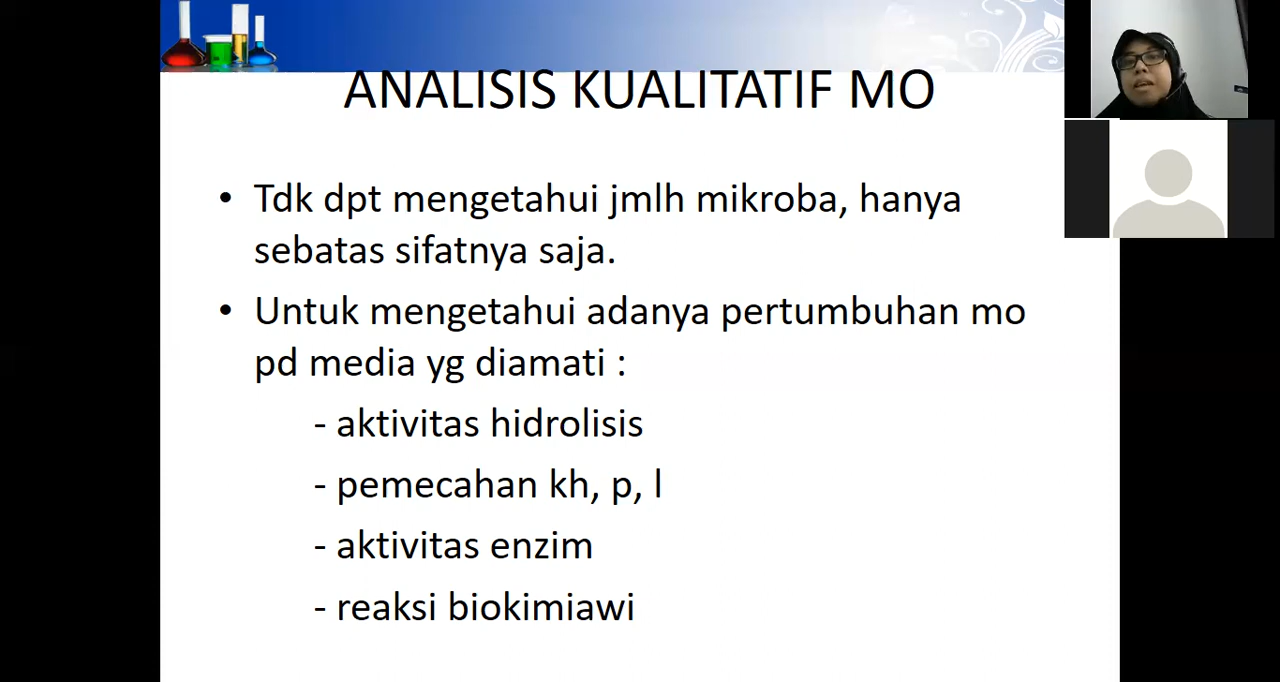 ANALISIS KUALITATIF MO
• Tdk dpt mengetahui jmlh mikroba, hanya
sebatas sifatnya saja.
• Untuk mengetahui adanya pertumbuhan mo
pd media yg diamati :
- aktivitas hidrolisis
- pemecahan kh, p, l
- aktivitas enzim
- reaksi biokimiawi